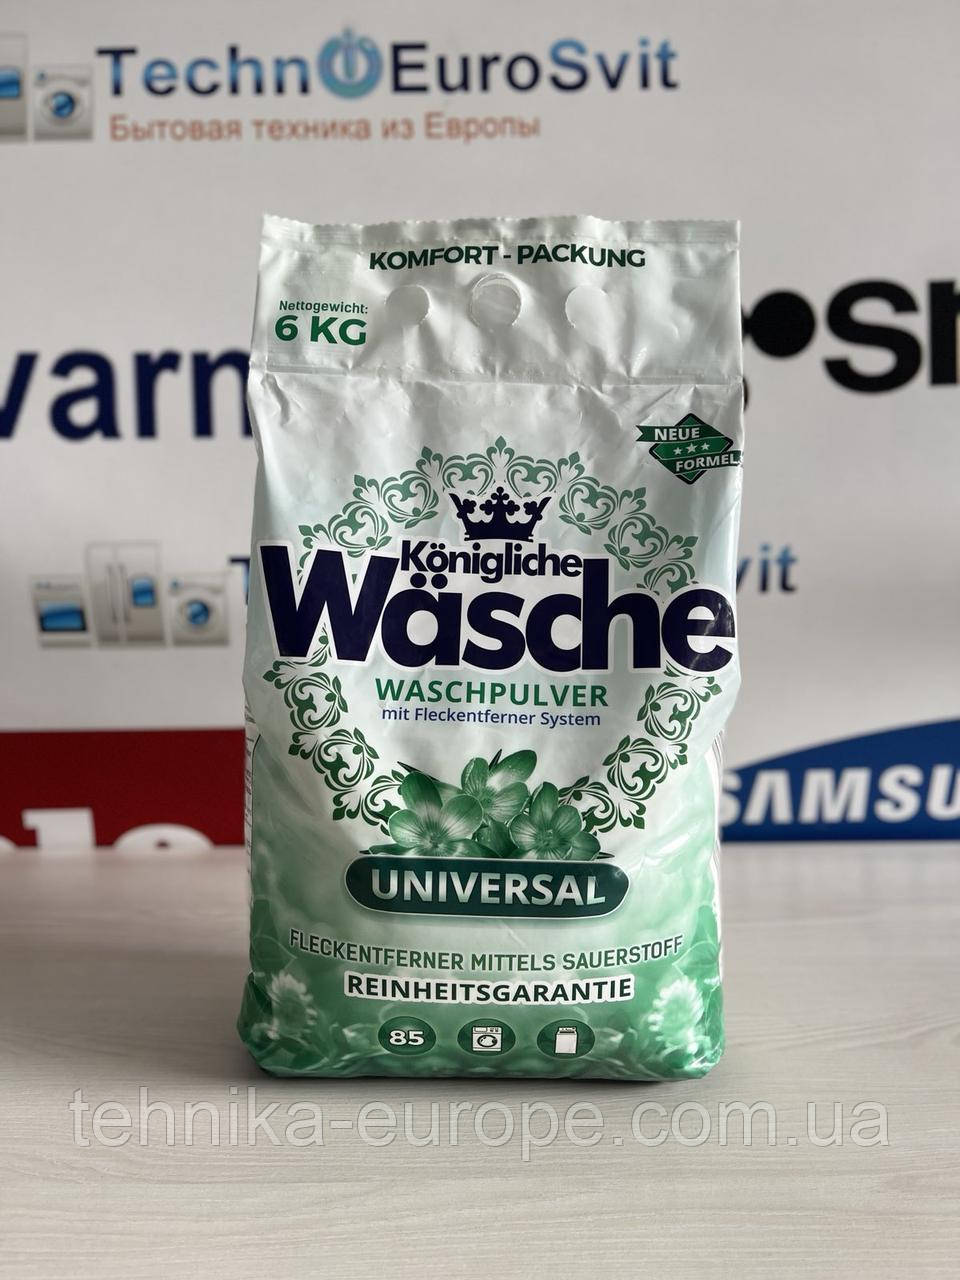 TechnoEuroSvit
Бытовая техника из Европы
KOMFORT - PACKUNG
Nettogewicht:
6 KG
NEUE
FORMEL
Königliche
Wäsche
WASCHPULVER
mit Fleckentferner System
UNIVERSAL
FLECKENTFERNER MITTELS SAUERSTOFF
REINHEITSGARANTIE
85
SAMSU
tehnika-europe.com.ua